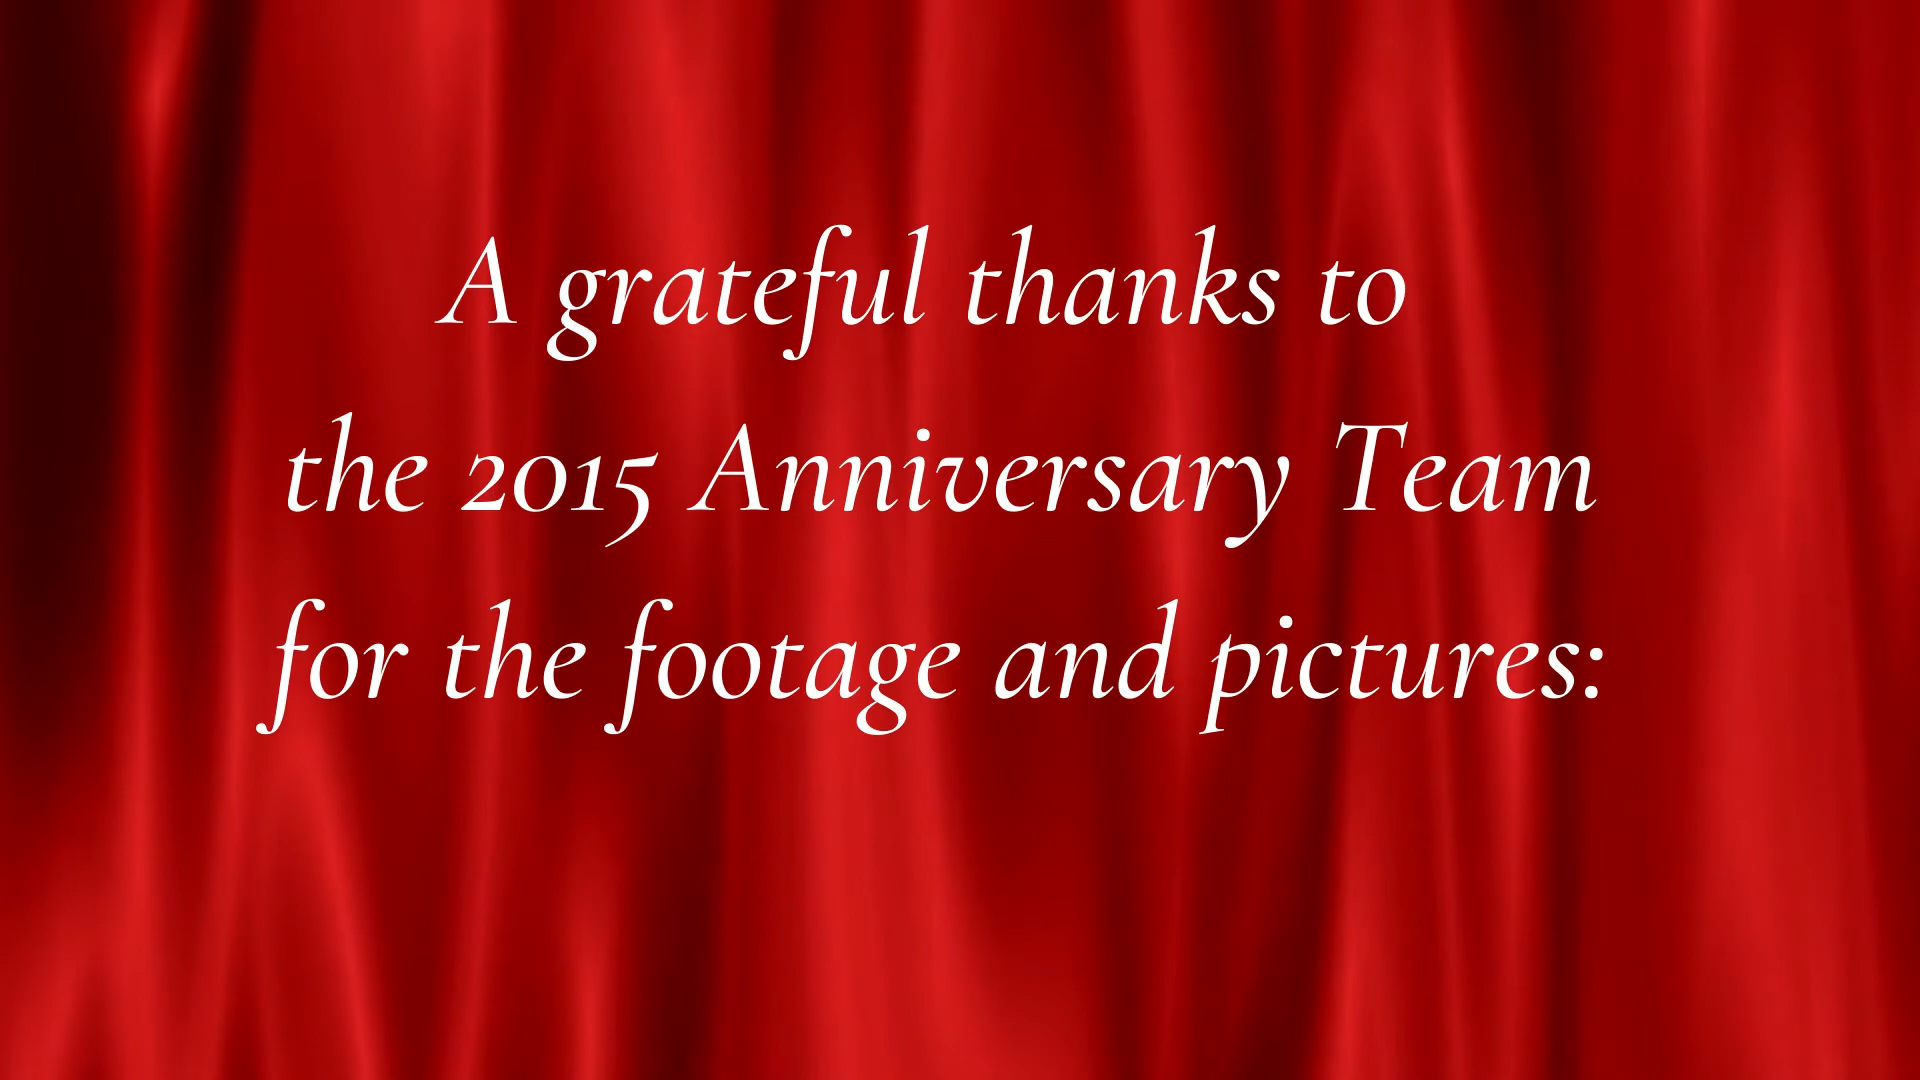 A grateful thanks to
the 2015 Anniversary Team
for the footage and pictures: